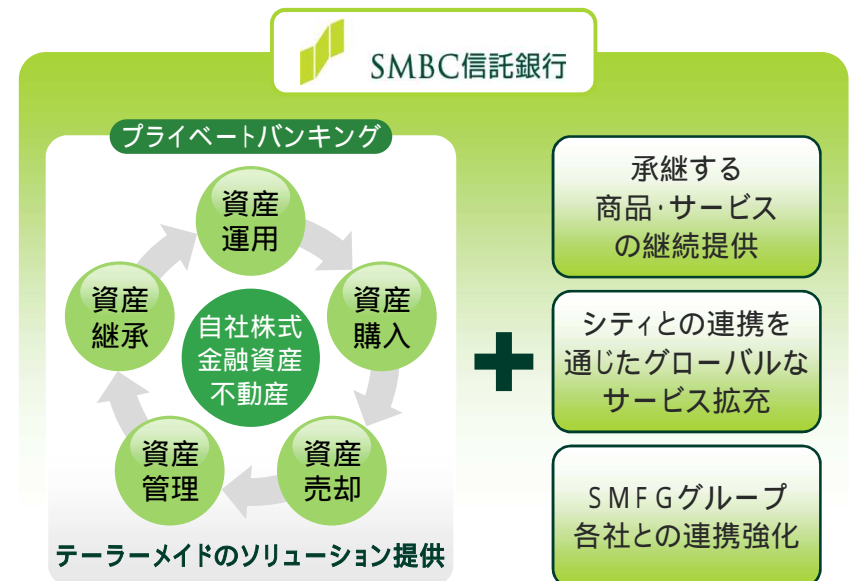 SMBC信託銀行
プライベートバンキング
資産
運用
資産
購入
資産
売却
資産
管理
資産
継承
自社株式
金融資産
不動産
テーラーメイドのソリューション提供
承継する
商品・サービス
の継続提供
シティとの連携を
通じたグローバルな
サービス拡充
SMFGグループ
各社との連携強化